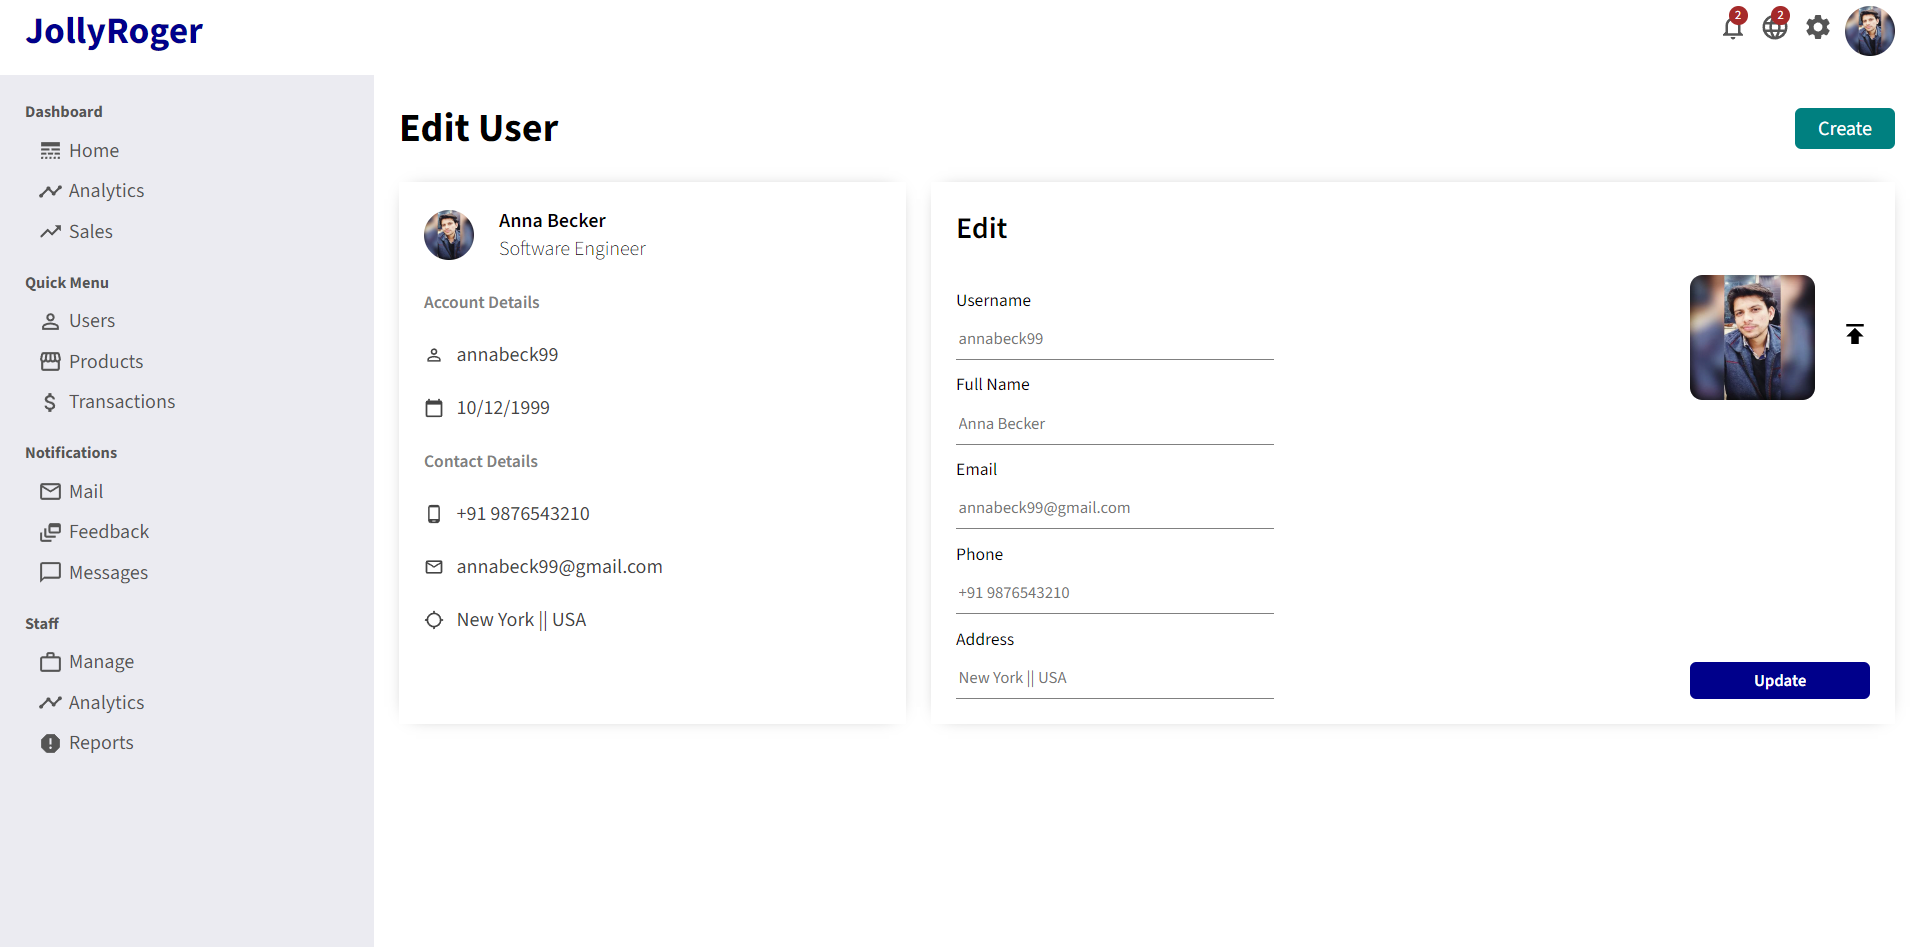 JollyRoger
2
2
Dashboard
Home
Analytics
Sales
Quick Menu
Users
Products
Transactions
Notifications
Mail
Feedback
Messages
Staff
Manage
Analytics
Reports
Edit User
Create
Anna Becker
Software Engineer
Account Details
annabeck99
10/12/1999
Contact Details
+91 9876543210
annabeck99@gmail.com
New York || USA
Edit
Username
annabeck99
Full Name
Anna Becker
Email
annabeck99@gmail.com
Phone
+91 9876543210
Address
New York || USA
Update